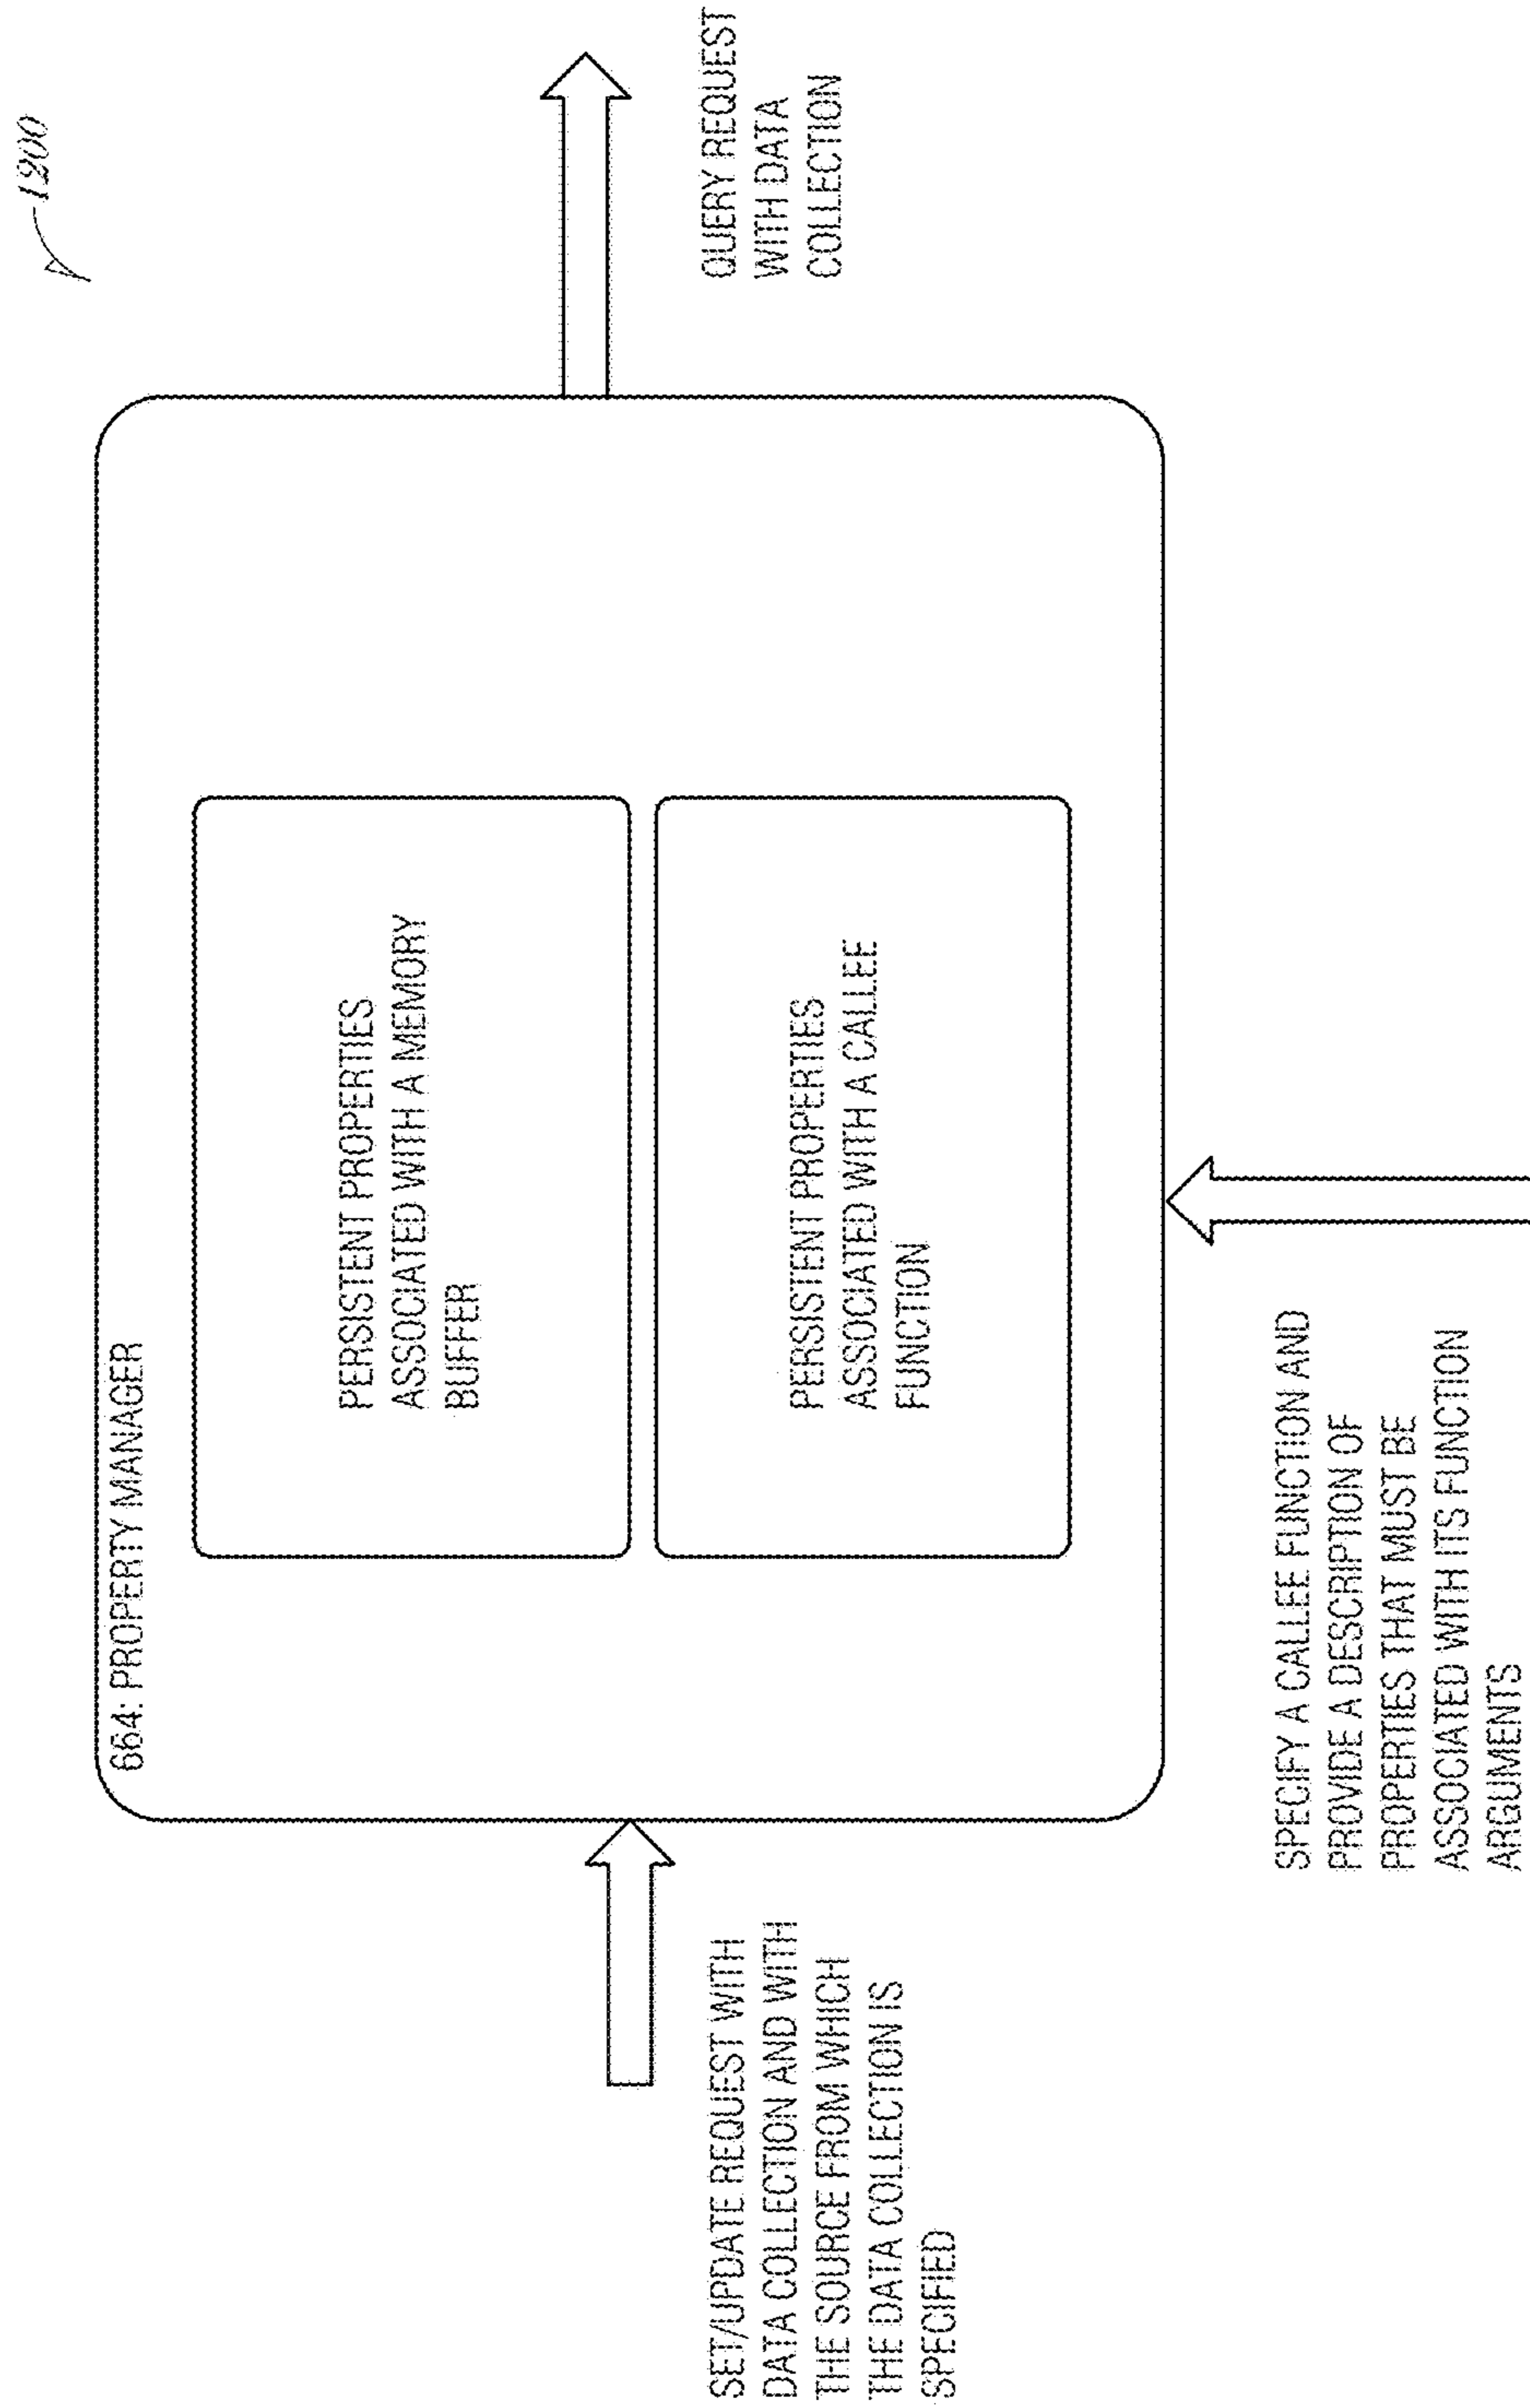 1200
664: PROPERTY MANAGER
PERSISTENT PROPERTIES
ASSOCIATED WITH A MEMORY
BUFFER
PERSISTENT PROPERTIES
ASSOCIATED WITH A CALLEE
FUNCTION
SET/UPDATE REQUEST WITH
DATA COLLECTION AND WITH
THE SOURCE FROM WHICH
THE DATA COLLECTION IS
SPECIFIED
QUERY REQUEST
WITH DATA
COLLECTION
SPECIFY A CALLEE FUNCTION AND
PROVIDE A DESCRIPTION OF
PROPERTIES THAT MUST BE
ASSOCIATED WITH ITS FUNCTION
ARGUMENTS